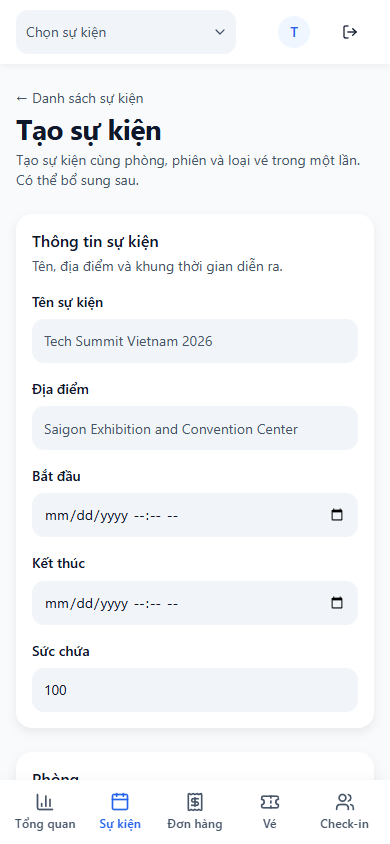 Chọn sự kiện
T
← Danh sách sự kiện
Tạo sự kiện
Tạo sự kiện cùng phòng, phiên và loại vé trong một lần.
Có thể bổ sung sau.
Thông tin sự kiện
Tên, địa điểm và khung thời gian diễn ra.
Tên sự kiện
Tech Summit Vietnam 2026
Địa điểm
Saigon Exhibition and Convention Center
Bắt đầu
mm/dd/yyyy --:-- --
Kết thúc
mm/dd/yyyy --:-- --
Sức chứa
100
Phòng
Tổng quan
Sự kiện
Đơn hàng
Vé
Check-in